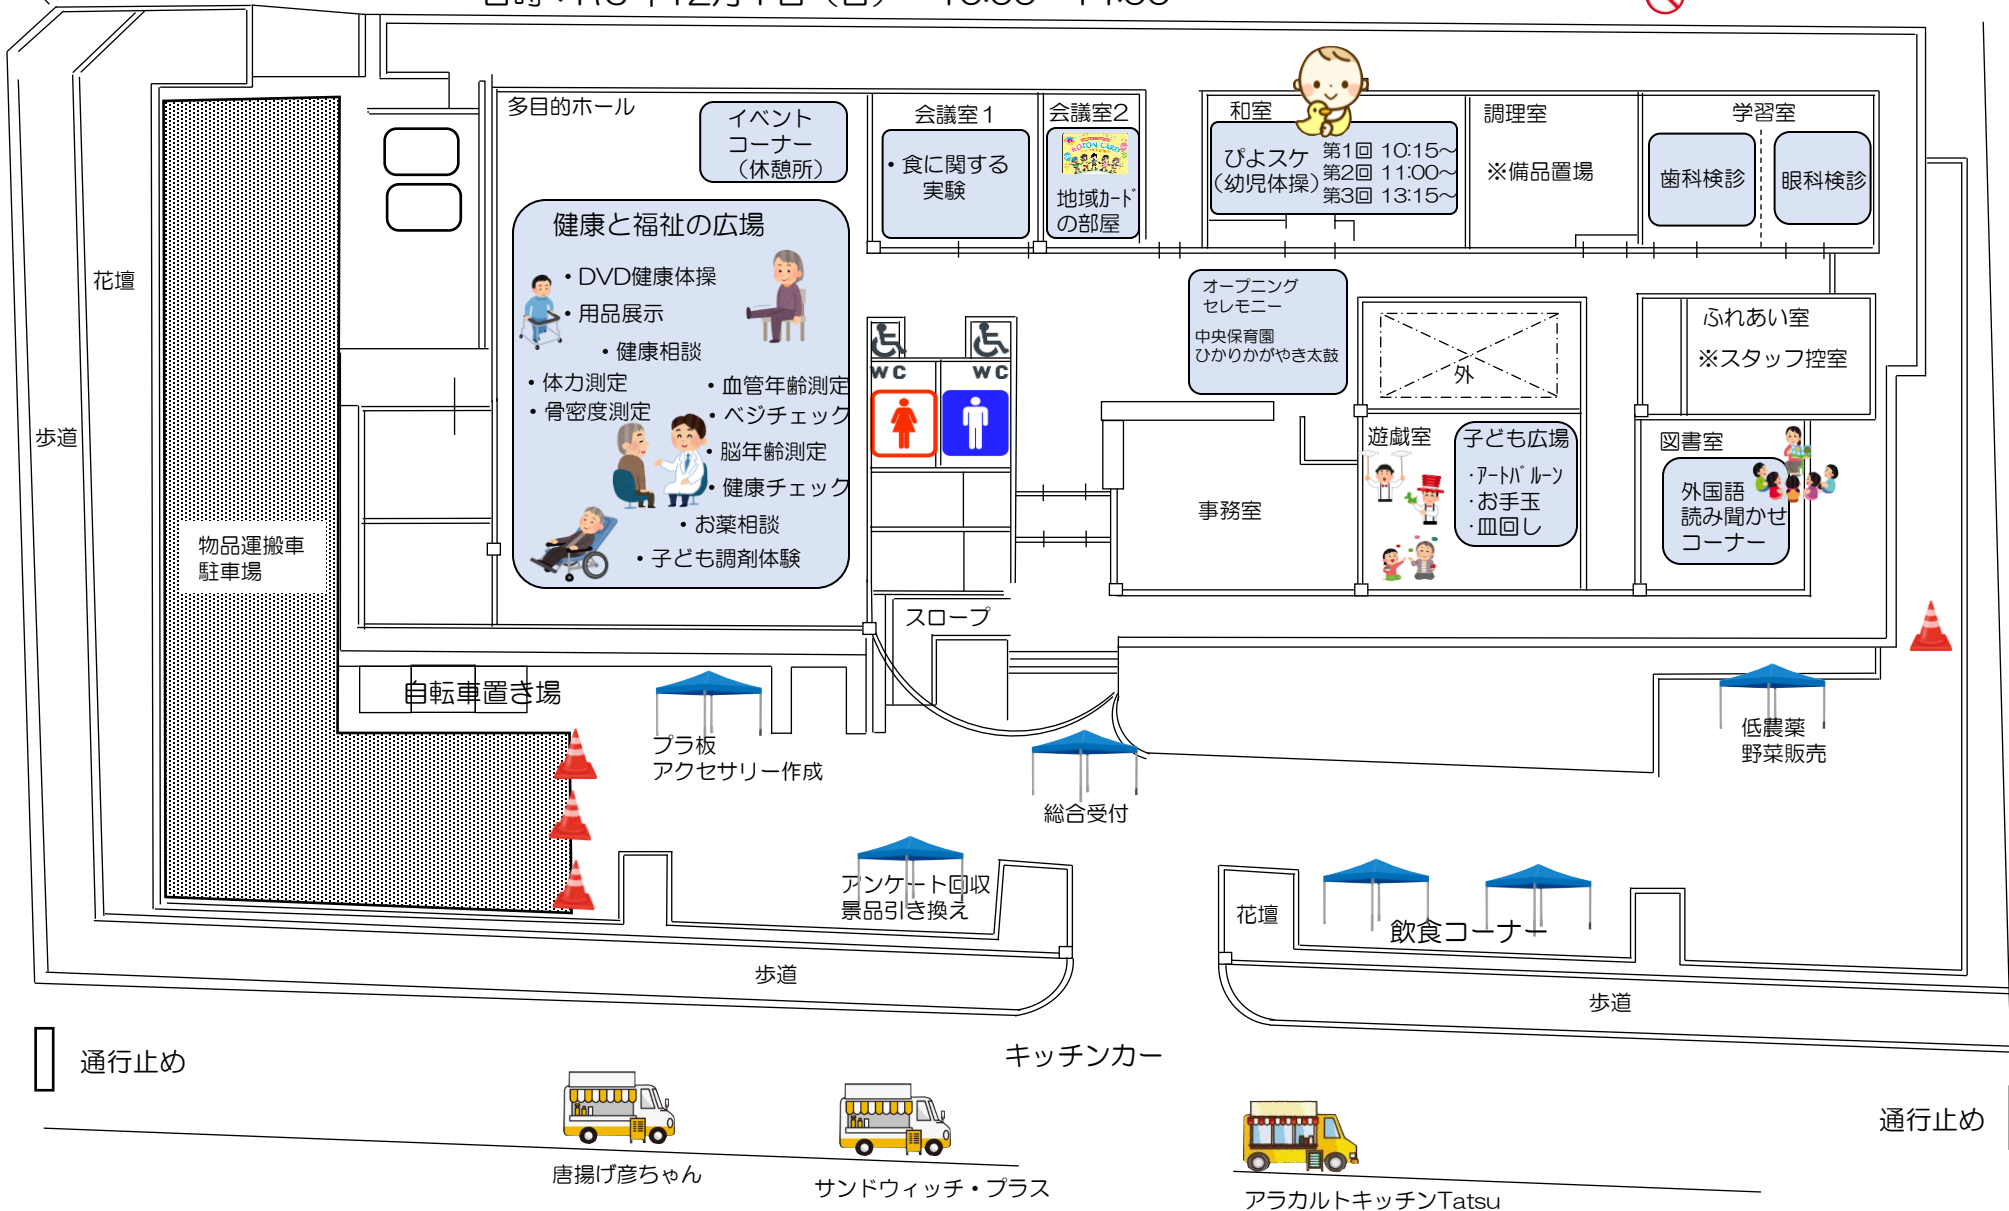 多目的ホール
イベント
コーナー
（休憩所）
会議室１
・食に関する
実験
会議室2
KOTON CARD
地域カード
の部屋
和室
ぴよスケ
(幼児体操)
第1回 10:15～
第2回 11:00～
第3回 13:15～
調理室
※備品置場
学習室
歯科検診
眼科検診
健康と福祉の広場
・DVD健康体操
・用品展示
・健康相談
・体力測定
・骨密度測定
・血管年齢測定
・ベジチェック
・脳年齢測定
・健康チェック
・お薬相談
・子ども調剤体験
WC
WC
オープニング
セレモニー
中央保育園
ひかりかがやき太鼓
外
ふれあい室
※スタッフ控室
花壇
歩道
物品運搬車
駐車場
事務室
遊戯室
子ども広場
・アートバルーン
・お手玉
・皿回し
図書室
外国語
読み聞かせ
コーナー
スロープ
自転車置き場
プラ板
アクセサリー作成
総合受付
低農薬
野菜販売
アンケート回収
景品引き換え
花壇
飲食コーナー
歩道
歩道
通行止め
キッチンカー
通行止め
唐揚げ彦ちゃん
サンドウィッチ・プラス
アラカルトキッチンTatsu